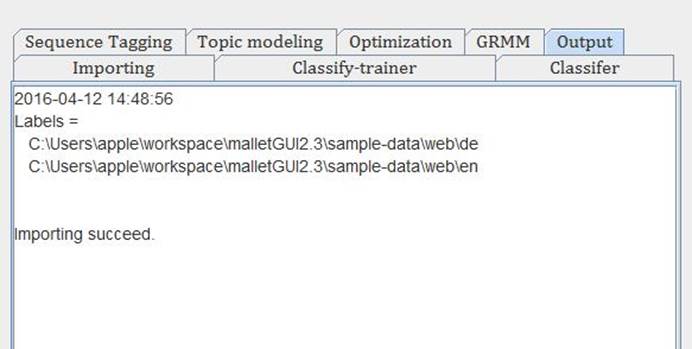 Sequence Tagging Topic modeling Optimization GRMM Output
Importing Classify-trainer Classifer
2016-04-12 14:48:56
Labels =
C:\Users\apple\workspace\malletGUI2.3\sample-data\web\de
C:\Users\apple\workspace\malletGUI2.3\sample-data\web\en
Importing succeed.